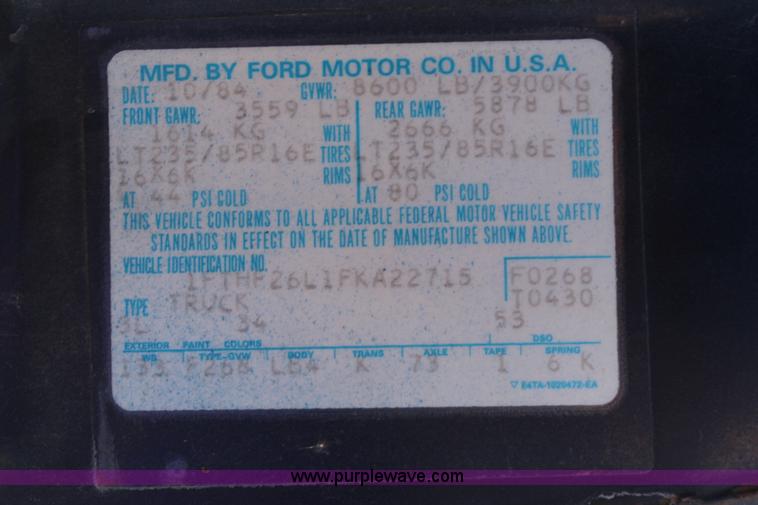 MFD. BY FORD MOTOR CO. IN U.S.A.
DATE: 10/84 GVWR: 8600 LB/3900KG
FRONT GAWR: 3559 LB REAR GAWR: 5878 LB
1614 KG WITH 2666 KG WITH
LT235/85R16E TIRES LT235/85R16E TIRES
16X6K RIMS 16X6K RIMS
AT 44 PSI COLD AT 80 PSI COLD
THIS VEHICLE CONFORMS TO ALL APPLICABLE FEDERAL MOTOR VEHICLE SAFETY
STANDARDS IN EFFECT ON THE DATE OF MANUFACTURE SHOWN ABOVE.
VEHICLE IDENTIFICATION NO.
1FTHF26L1FKA22715 F0268
TYPE TRUCK T0430
3L 34 53
EXTERIOR PAINT COLORS DSO
WB TYPE-GVW BODY TRANS AXLE TAPE SPRING
133 F268 L64 K 73 1 6 K
E4TA-1020472-EA
www.purplewave.com